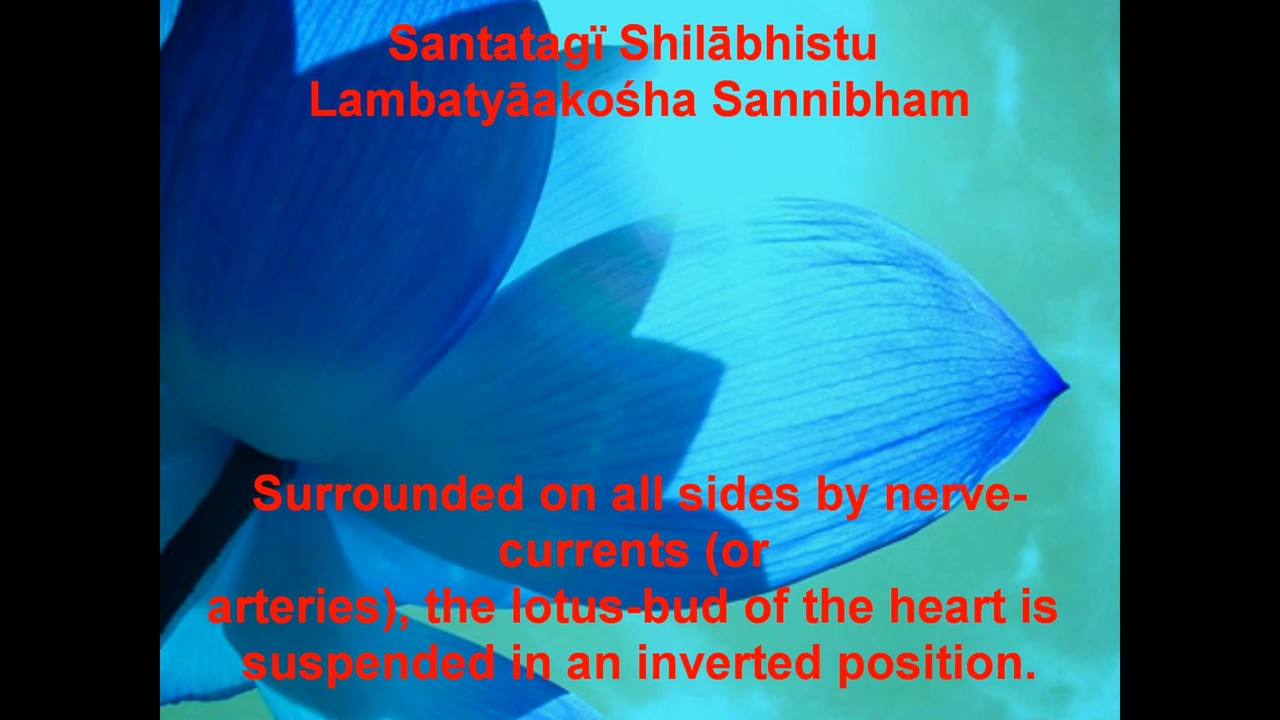 Santatagï Shilābhistu
Lambatyāakośha Sannibham
Surrounded on all sides by nerve-
currents (or
arteries), the lotus-bud of the heart is
suspended in an inverted position.